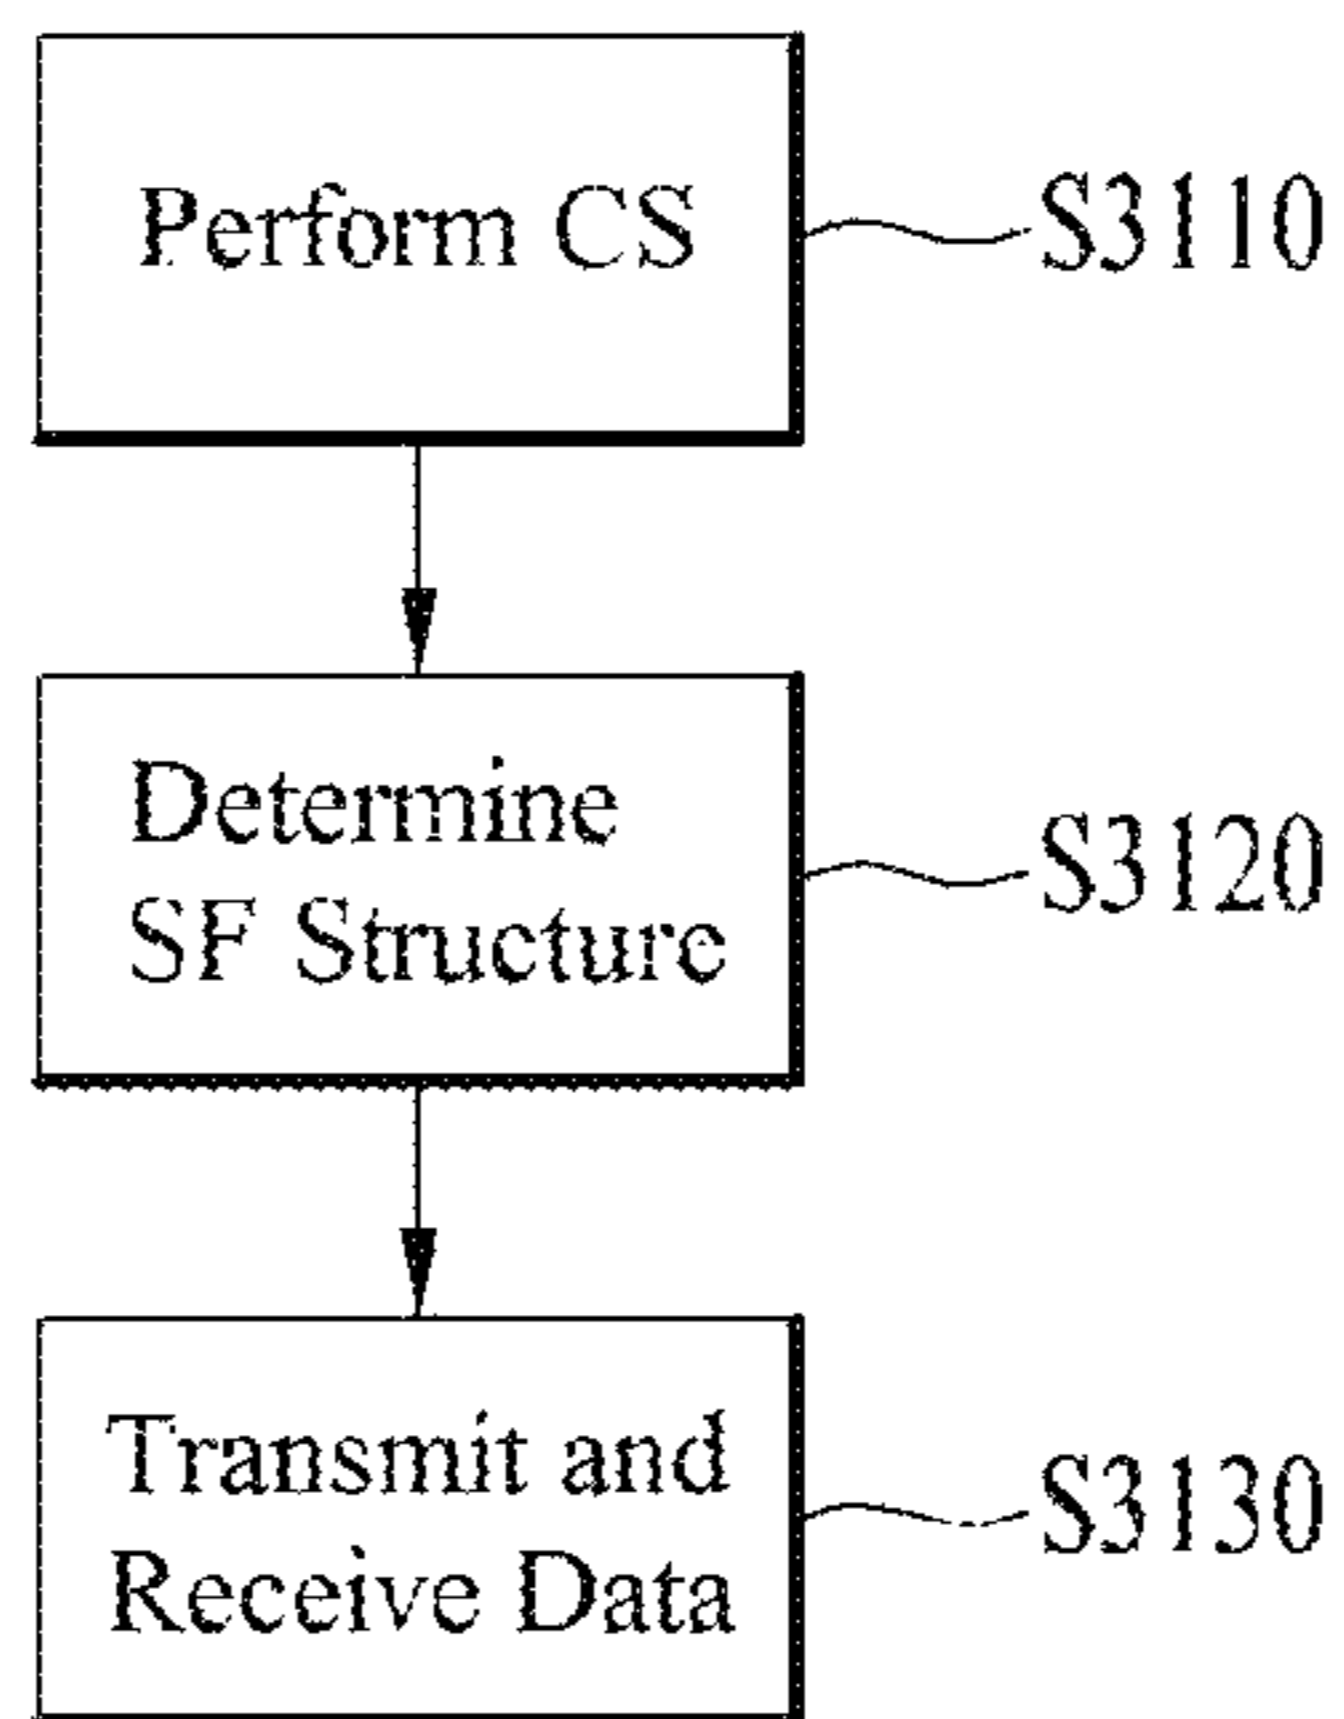 Perform CS
S3110
Determine
SF Structure
S3120
Transmit and
Receive Data
S3130